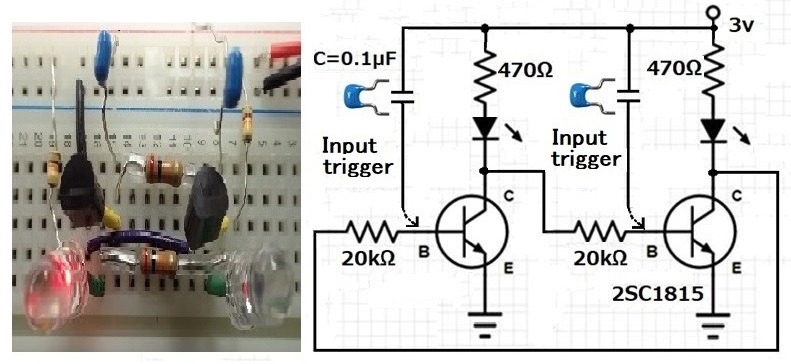 3v
C=0.1µF
470Ω
470Ω
Input
trigger
Input
trigger
C
C
B
B
20kΩ
20kΩ
E
E
2SC1815